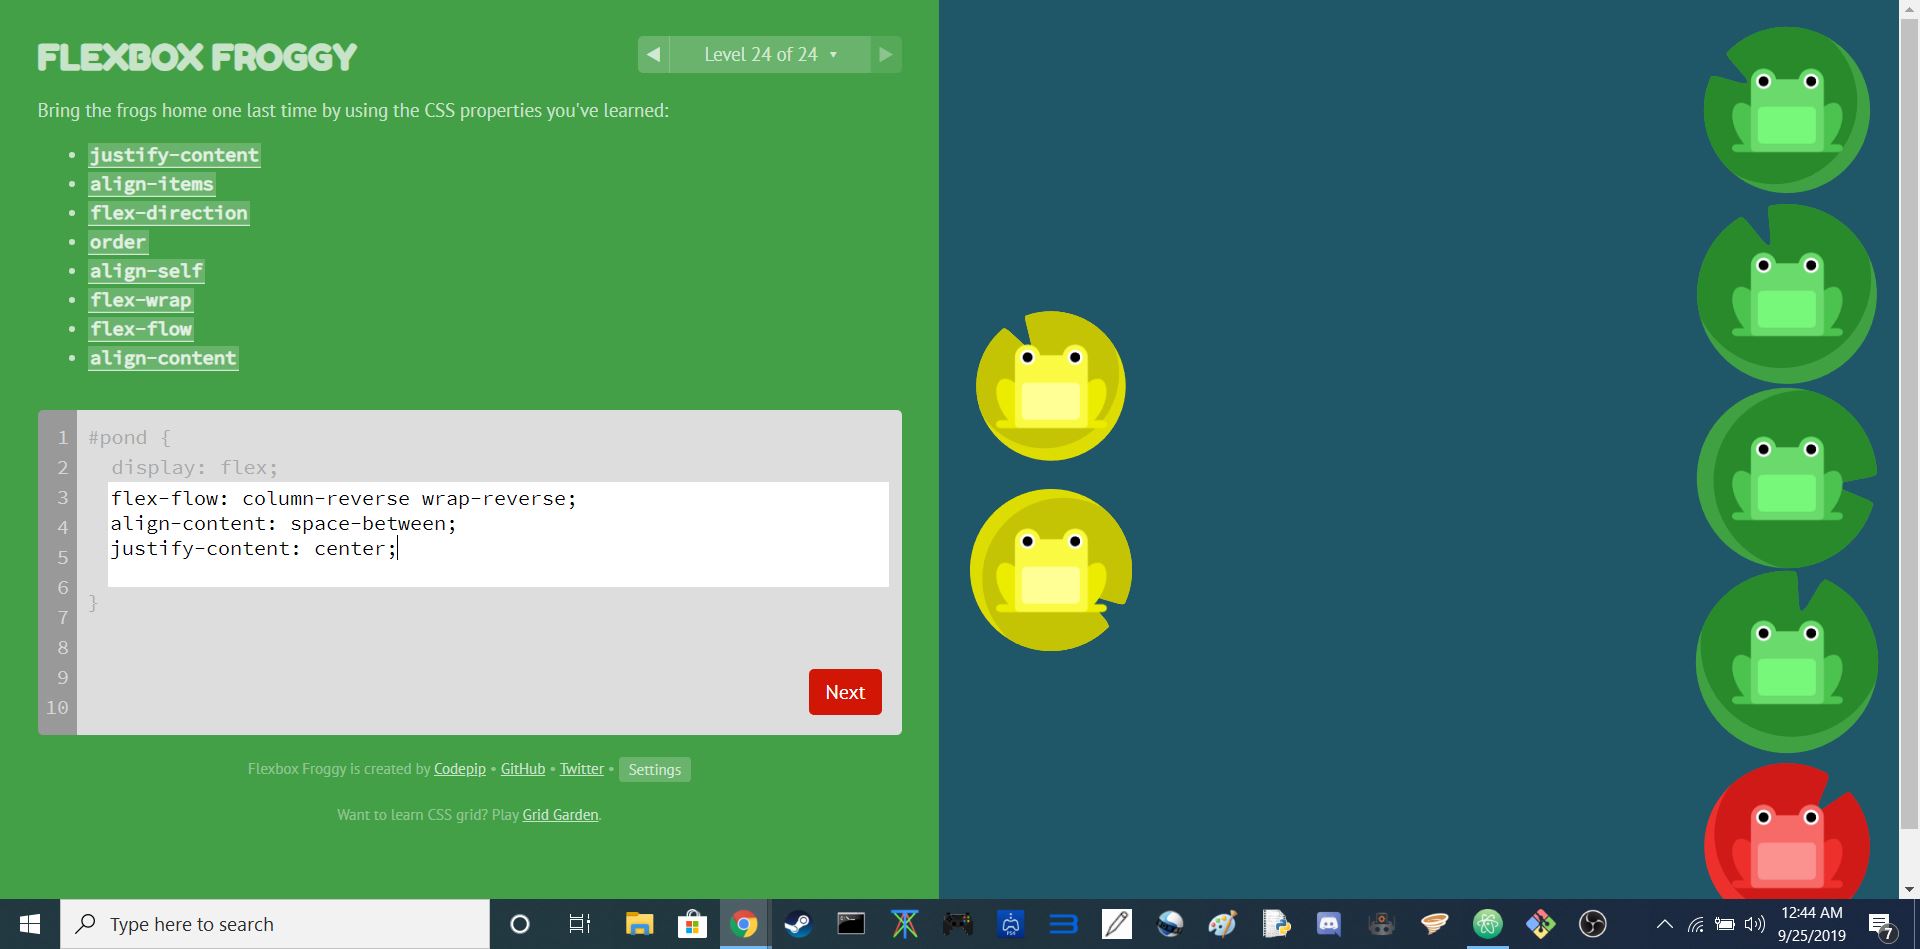 FLEXBOX FROGGY
Level 24 of 24
Bring the frogs home one last time by using the CSS properties you've learned:
justify-content
align-items
flex-direction
order
align-self
flex-wrap
flex-flow
align-content
1 #pond {
2 display: flex;
3 flex-flow: column-reverse wrap-reverse;
4 align-content: space-between;
5 justify-content: center;
6 }
7
8
9
10
Next
Flexbox Froggy is created by Codepip • GitHub • Twitter • Settings
Want to learn CSS grid? Play Grid Garden.
Type here to search
12:44 AM
9/25/2019
7